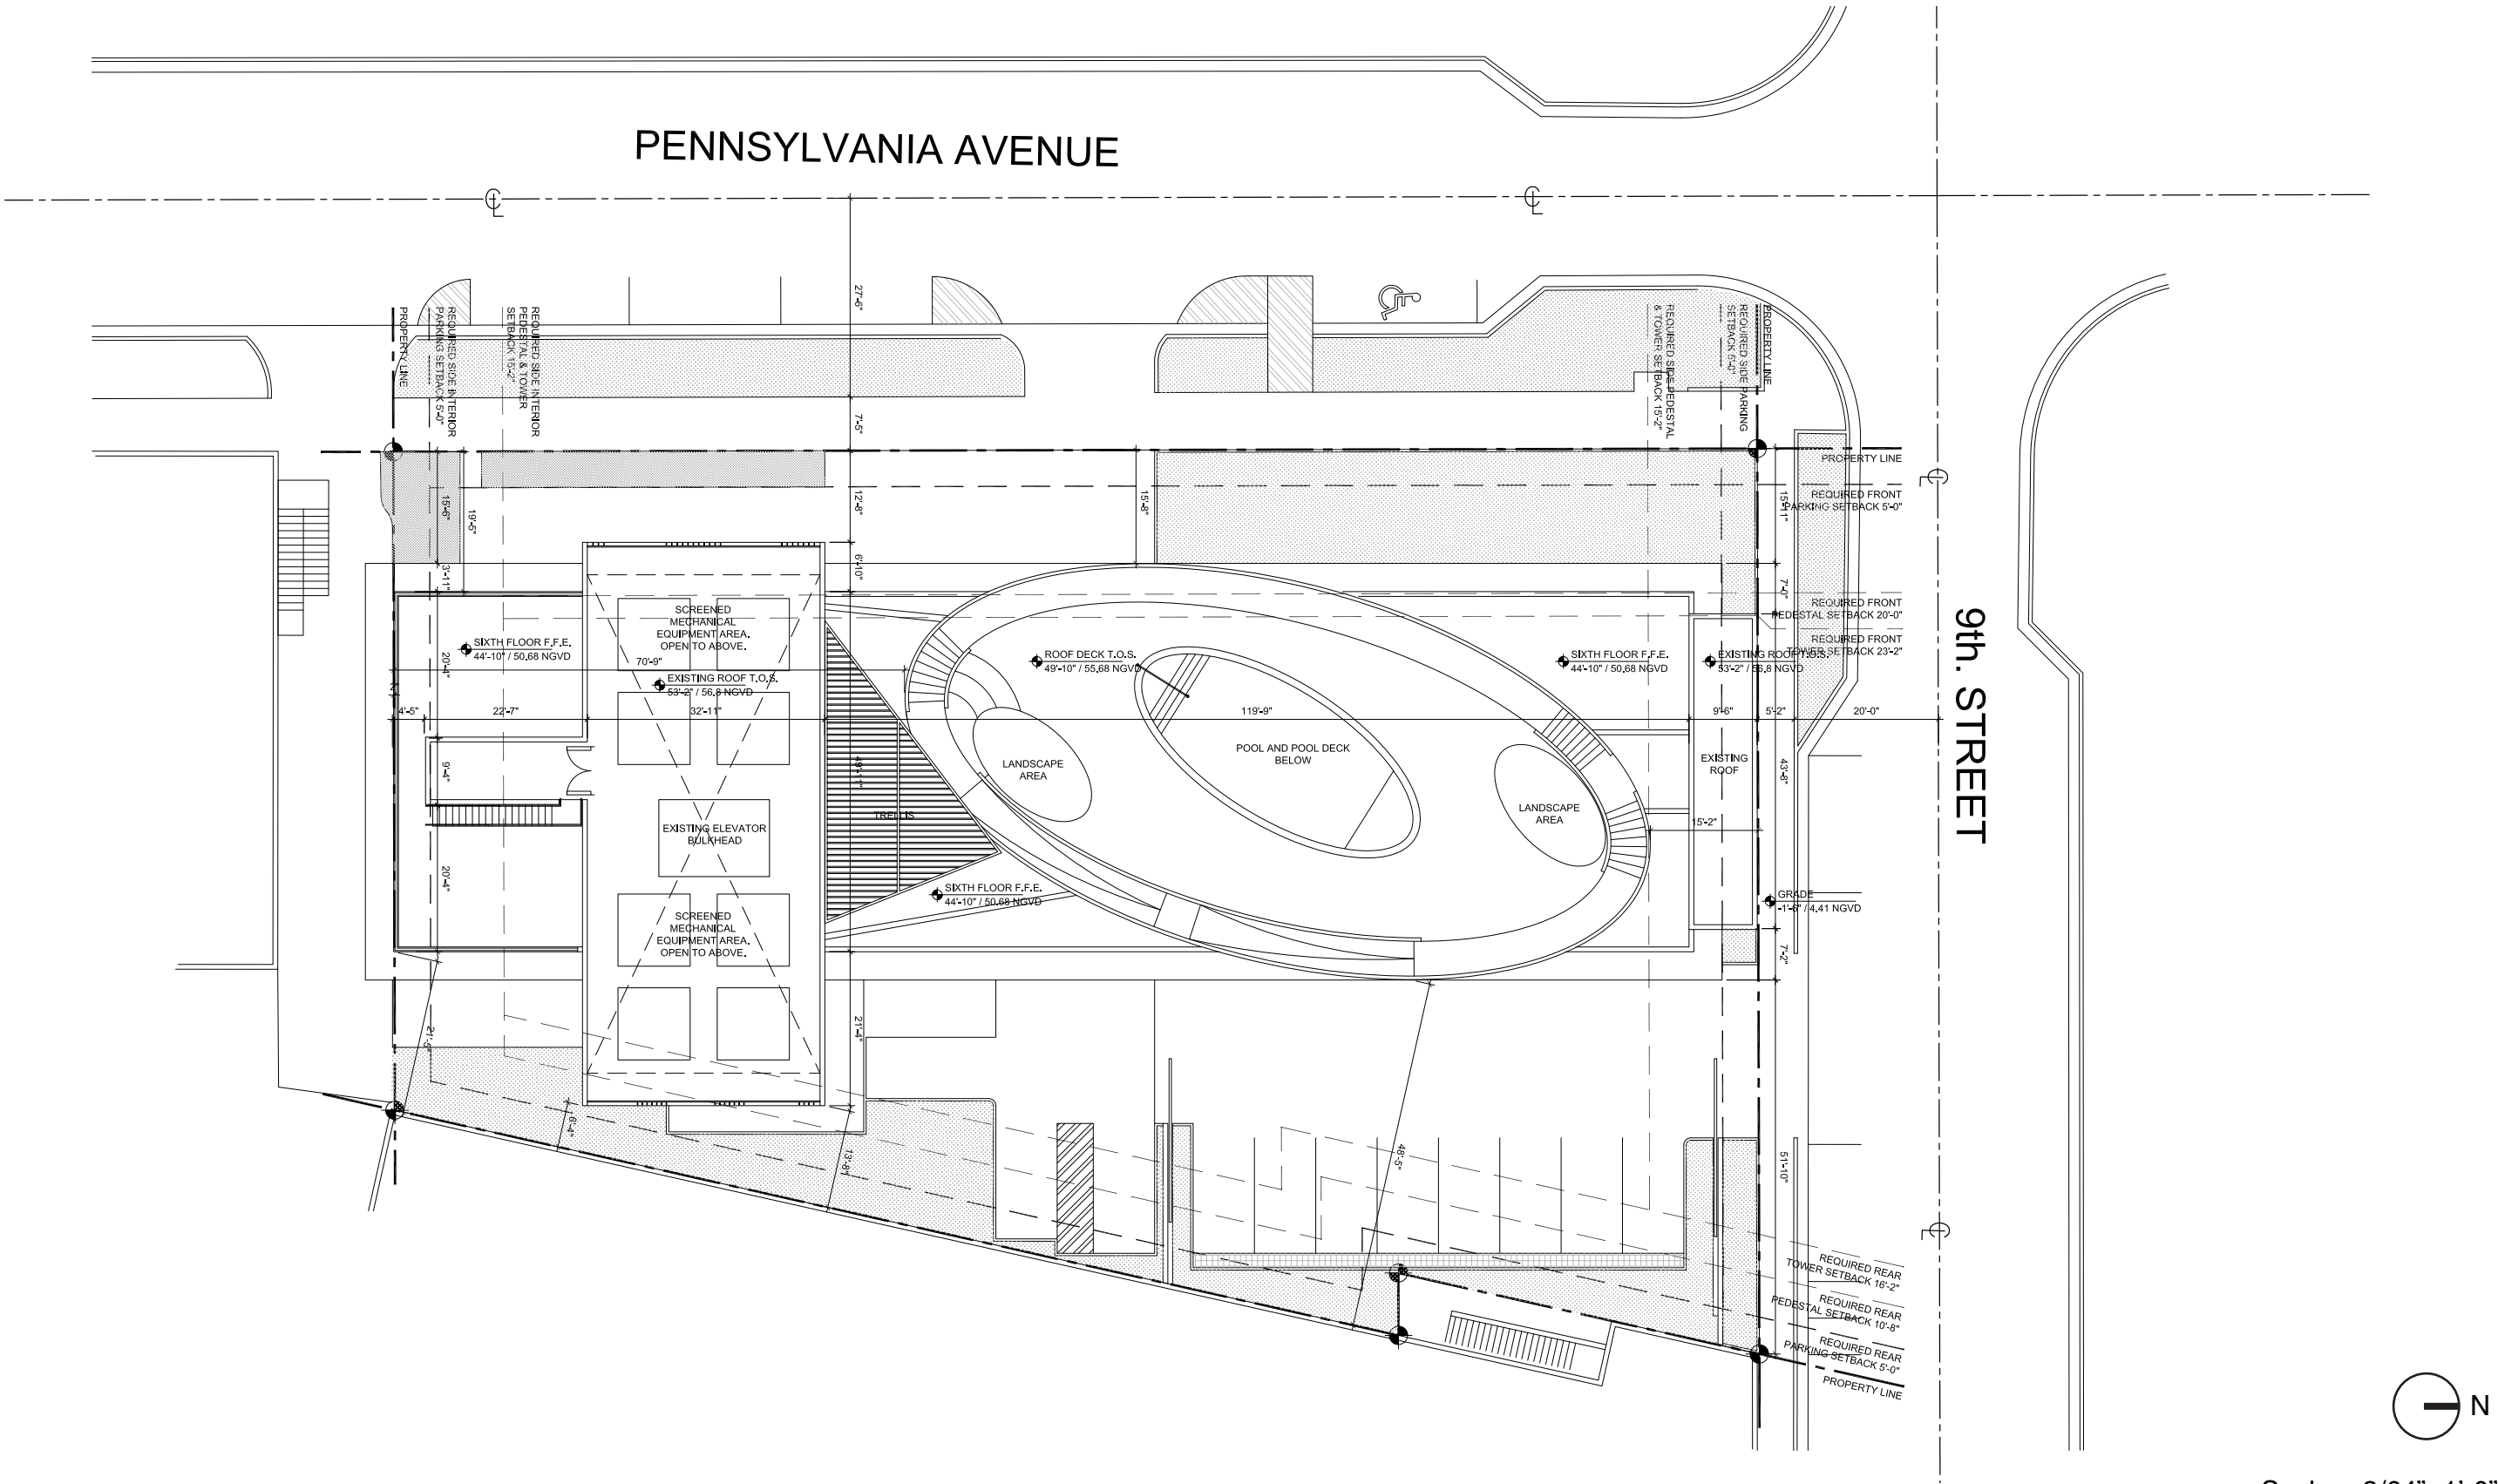 PENNSYLVANIA AVENUE
27'-6"
PROPERTY LINE
REQUIRED SIDE INTERIOR
PARKING SETBACK 5'-0"
REQUIRED SIDE INTERIOR
PEDESTAL & TOWER
SETBACK 15'-2"
REQUIRED SIDE PEDESTAL
& TOWER SETBACK 15'-2"
REQUIRED SIDE PARKING
SETBACK 5'-0"
PROPERTY LINE
7'-5"
PROPERTY LINE
REQUIRED FRONT
PARKING SETBACK 5'-0"
15'-6"
19'-5"
12'-8"
15'-8"
15'-11"
3'-11"
6'-10"
7'-0"
REQUIRED FRONT
PEDESTAL SETBACK 20'-0"
REQUIRED FRONT
TOWER SETBACK 23'-2"
9th. STREET
SCREENED
MECHANICAL
EQUIPMENT AREA.
OPEN TO ABOVE.
SIXTH FLOOR F.F.E.
44'-10" / 50.68 NGVD
20'-4"
70'-9"
EXISTING ROOF T.O.S.
53'-2" / 56.8 NGVD
ROOF DECK T.O.S.
49'-10" / 55.68 NGVD
SIXTH FLOOR F.F.E.
44'-10" / 50.68 NGVD
EXISTING ROOF T.O.S.
53'-2" / 56.8 NGVD
2"
4'-5"
22'-7"
32'-11"
119'-9"
9'-6"
5'-2"
20'-0"
9'-4"
49'-11"
LANDSCAPE
AREA
POOL AND POOL DECK
BELOW
EXISTING
ROOF
43'-8"
EXISTING ELEVATOR
BULKHEAD
TRELLIS
LANDSCAPE
AREA
15'-2"
20'-4"
SIXTH FLOOR F.F.E.
44'-10" / 50.68 NGVD
GRADE
-1'-6" / 4.41 NGVD
SCREENED
MECHANICAL
EQUIPMENT AREA.
OPEN TO ABOVE.
7'-2"
21'-5"
21'-4"
6'-4"
13'-8"
48'-5"
51'-10"
REQUIRED REAR
TOWER SETBACK 16'-2"
REQUIRED REAR
PEDESTAL SETBACK 10'-8"
REQUIRED REAR
PARKING SETBACK 5'-0"
PROPERTY LINE
N